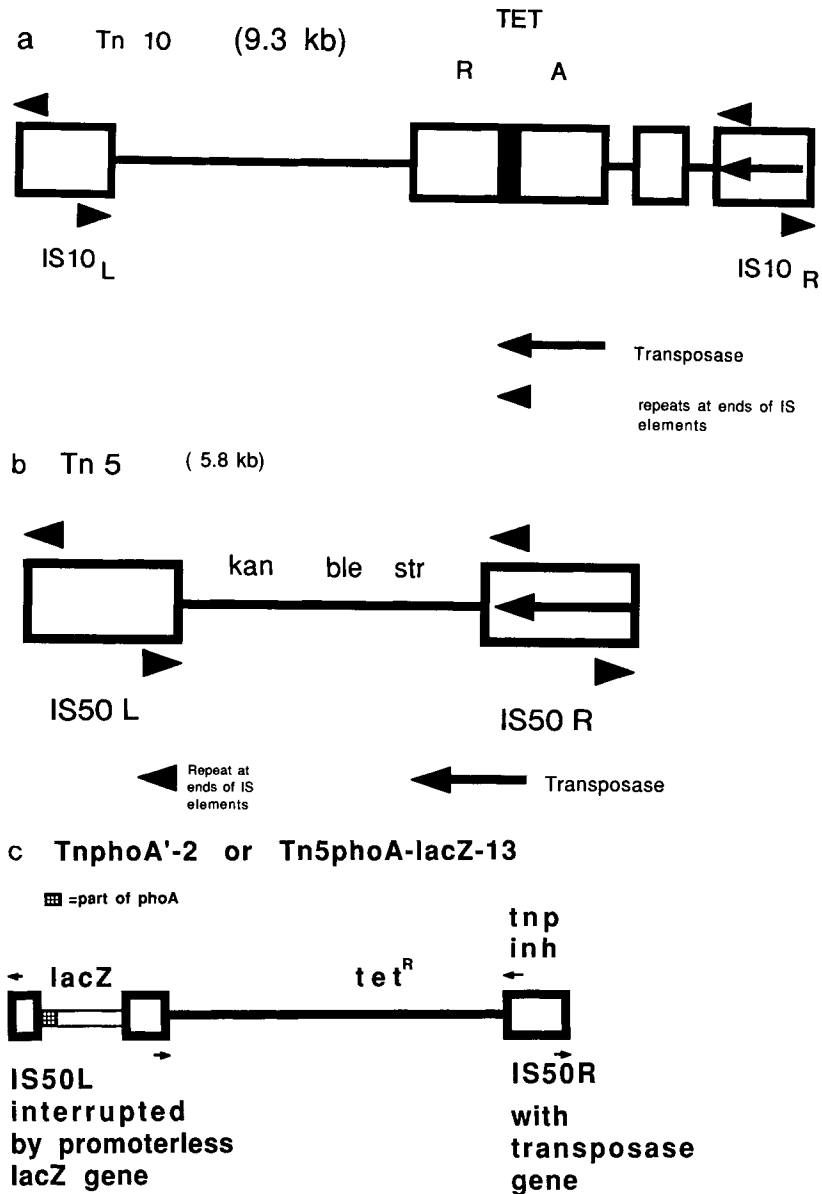 a Tn 10 (9.3 kb)
TET
R A
IS10 L
IS10 R
Transposase
repeats at ends of IS
elements
b Tn 5 ( 5.8 kb)
kan ble str
IS50 L
IS50 R
Repeat at
ends of IS
elements
Transposase
c TnphoA'-2 or Tn5phoA-lacZ-13
=part of phoA
tnp
inh
lacZ
tetR
IS50L
interrupted
by promoterless
lacZ gene
IS50R
with
transposase
gene